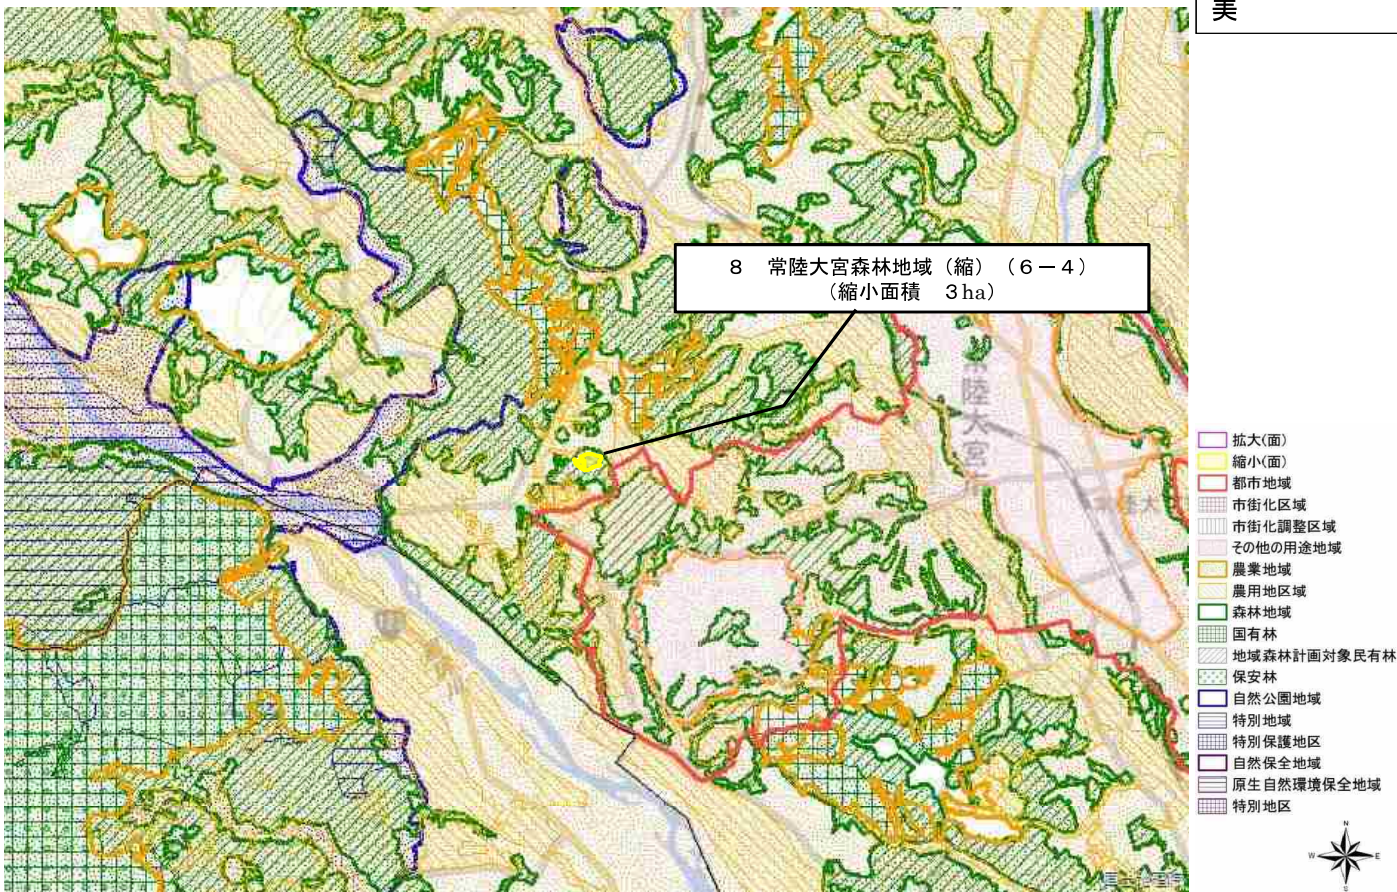 美
8 常陸大宮森林地域（縮）（６－４）
（縮小面積 ３ha）
常陸大宮市
拡大(面)
縮小(面)
都市地域
市街化区域
市街化調整区域
その他の用途地域
農業地域
農用地区域
森林地域
国有林
地域森林計画対象民有林
保安林
自然公園地域
特別地域
特別保護地区
自然保全地域
原生自然環境保全地域
特別地区
N
W E
S